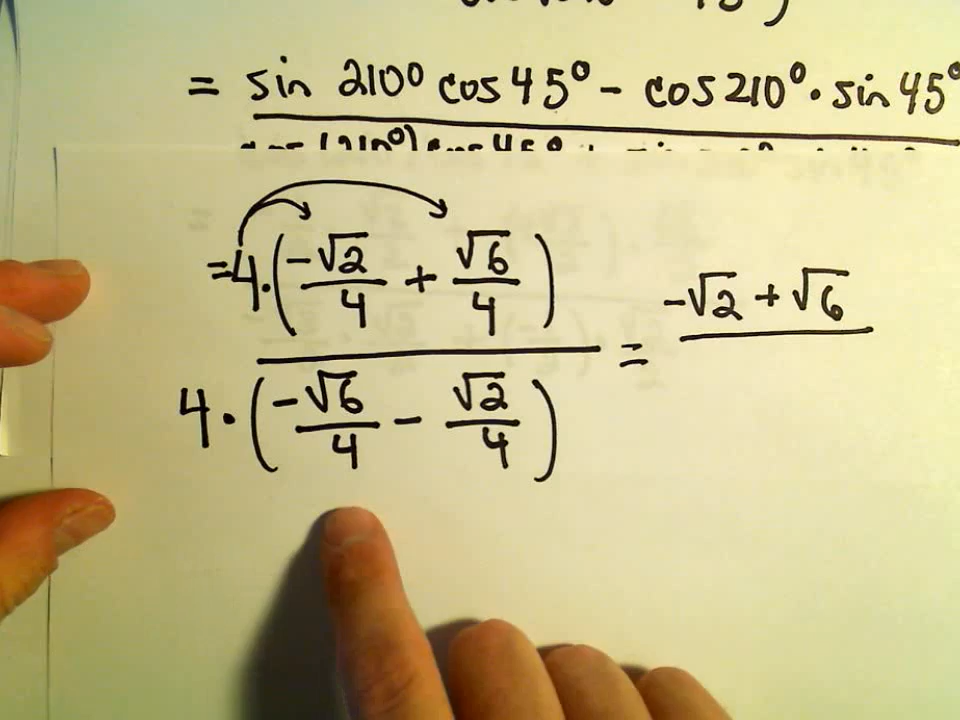 = sin 210° cos 45° - cos 210° · sin 45°
= 4 · (-√2/4 + √6/4)
4 · (-√6/4 - √2/4)
= -√2 + √6